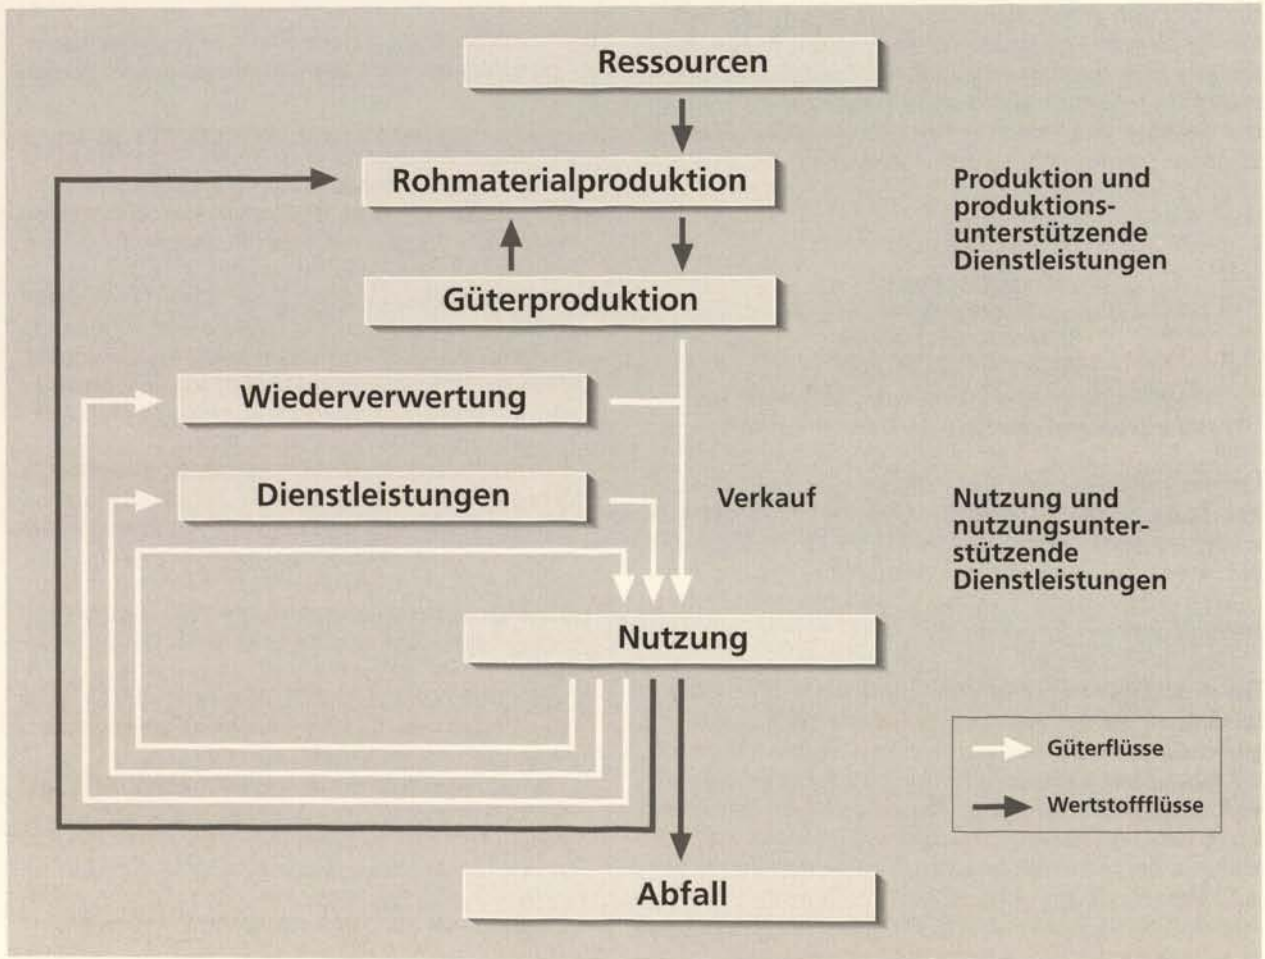 Ressourcen
Rohmaterialproduktion
Produktion und
produktions-
unterstützende
Dienstleistungen
Güterproduktion
Wiederverwertung
Dienstleistungen
Verkauf
Nutzung und
nutzungsunter-
stützende
Dienstleistungen
Nutzung
Güterflüsse
Wertstoffflüsse
Abfall